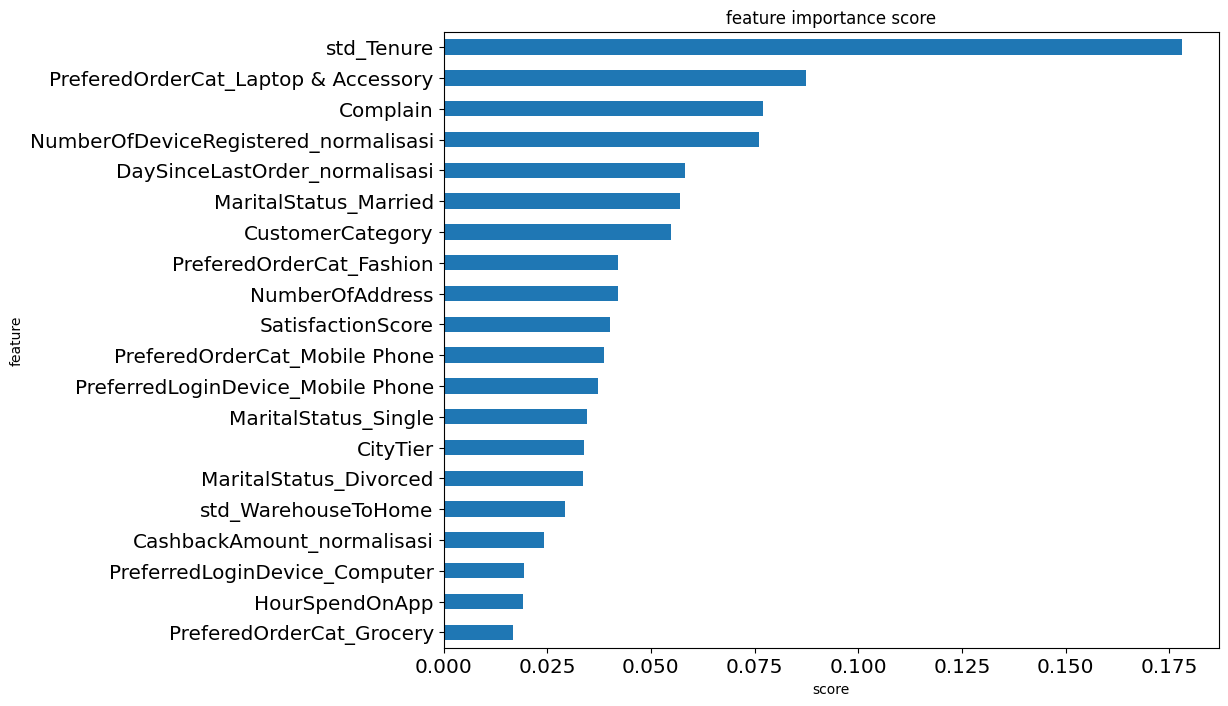 feature importance score
std_Tenure
PreferedOrderCat_Laptop & Accessory
Complain
NumberOfDeviceRegistered_normalisasi
DaySinceLastOrder_normalisasi
MaritalStatus_Married
CustomerCategory
PreferedOrderCat_Fashion
NumberOfAddress
SatisfactionScore
PreferedOrderCat_Mobile Phone
PreferredLoginDevice_Mobile Phone
MaritalStatus_Single
CityTier
MaritalStatus_Divorced
std_WarehouseToHome
CashbackAmount_normalisasi
PreferredLoginDevice_Computer
HourSpendOnApp
PreferedOrderCat_Grocery
feature
0.000 0.025 0.050 0.075 0.100 0.125 0.150 0.175
score